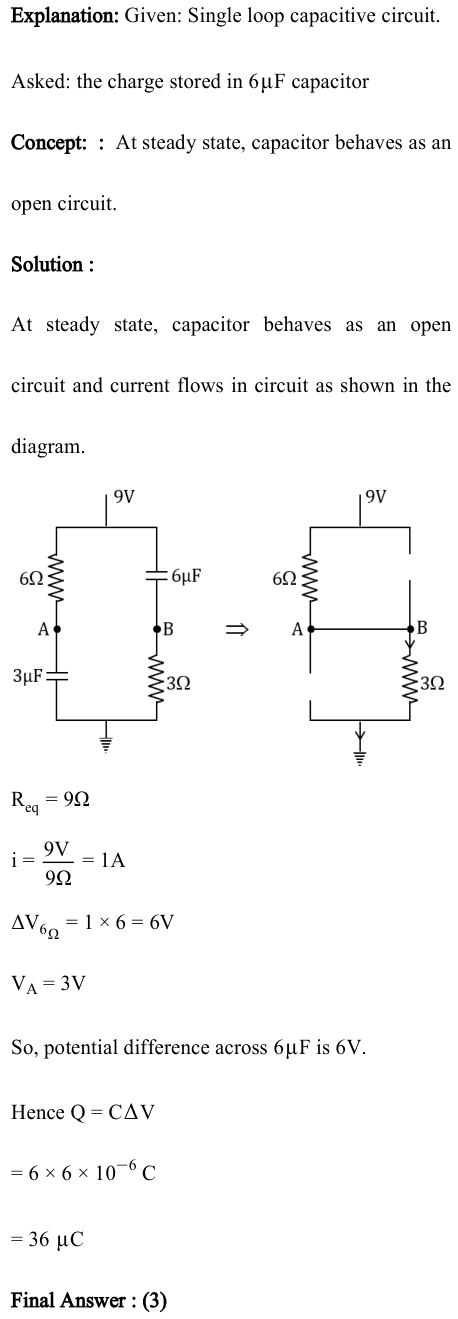 Explanation: Given: Single loop capacitive circuit.
Asked: the charge stored in 6μF capacitor
Concept: : At steady state, capacitor behaves as an
open circuit.
Solution :
At steady state, capacitor behaves as an open
circuit and current flows in circuit as shown in the
diagram.
9V 9V
6Ω 6μF 6Ω
A B ⇒ A B
3μF 3Ω 3Ω
R_eq = 9Ω
i = 9V/9Ω = 1A
ΔV_6Ω = 1 × 6 = 6V
V_A = 3V
So, potential difference across 6μF is 6V.
Hence Q = CΔV
= 6 × 6 × 10⁻⁶ C
= 36 μC
Final Answer : (3)